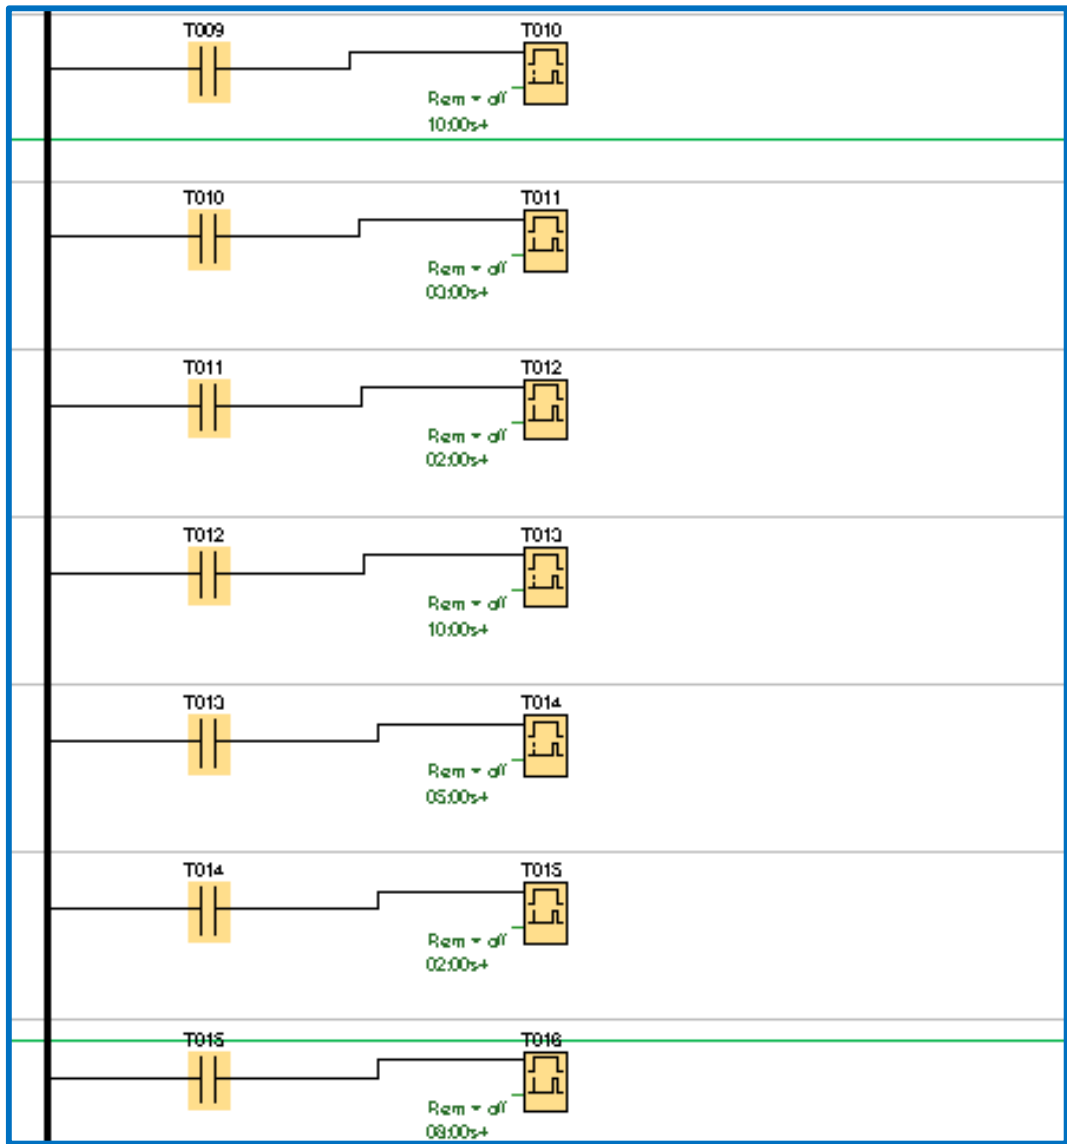 T009 T010
Rem = off
10:00s+
T010 T011
Rem = off
03:00s+
T011 T012
Rem = off
02:00s+
T012 T013
Rem = off
10:00s+
T013 T014
Rem = off
05:00s+
T014 T015
Rem = off
02:00s+
T015 T016
Rem = off